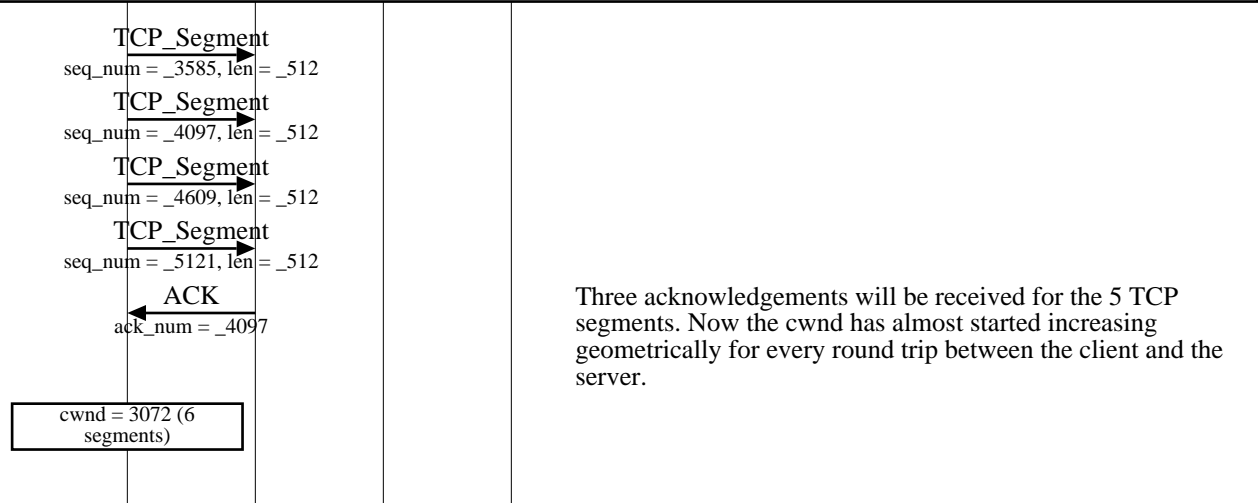 TCP_Segment
seq_num = _3585, len = _512
TCP_Segment
seq_num = _4097, len = _512
TCP_Segment
seq_num = _4609, len = _512
TCP_Segment
seq_num = _5121, len = _512
ACK
ack_num = _4097
Three acknowledgements will be received for the 5 TCP
segments. Now the cwnd has almost started increasing
geometrically for every round trip between the client and the
server.
cwnd = 3072 (6
segments)